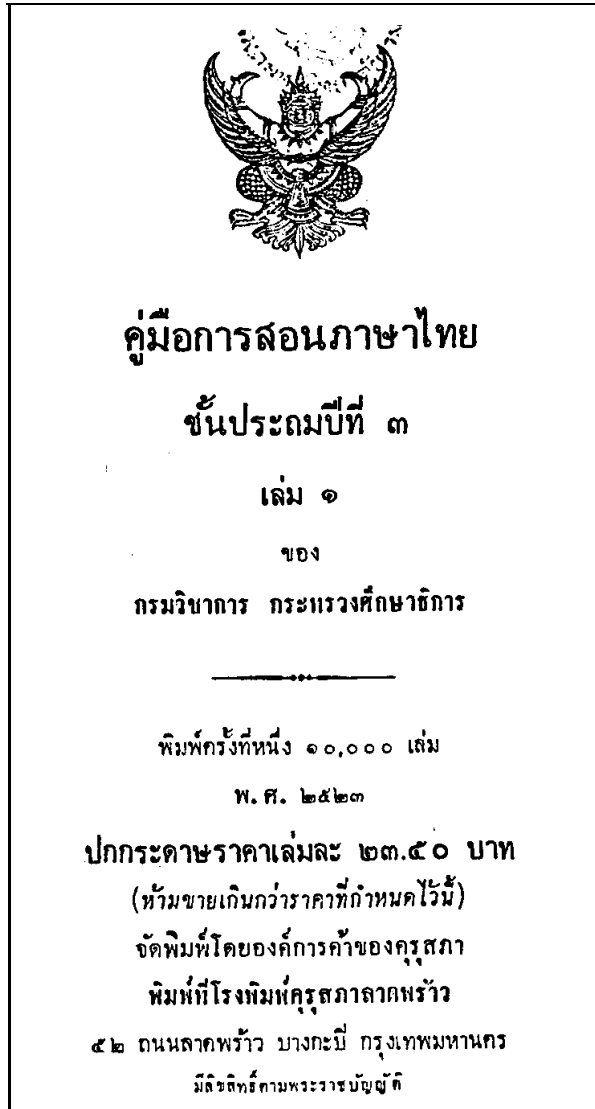 คู่มือการสอนภาษาไทย
ชั้นประถมปีที่ ๓
เล่ม ๑
ของ
กรมวิชาการ กระทรวงศึกษาธิการ
พิมพ์ครั้งที่หนึ่ง ๑๐,๐๐๐ เล่ม
พ.ศ. ๒๕๒๓
ปกกระดาษราคาเล่มละ ๒๓.๕๐ บาท
(ห้ามขายเกินกว่าราคาที่กำหนดไว้นี้)
จัดพิมพ์โดยองค์การค้าของคุรุสภา
พิมพ์ที่โรงพิมพ์คุรุสภาลาดพร้าว
๕๒ ถนนลาดพร้าว บางกะปิ กรุงเทพมหานคร
มีลิขสิทธิ์ตามพระราชบัญญัติ